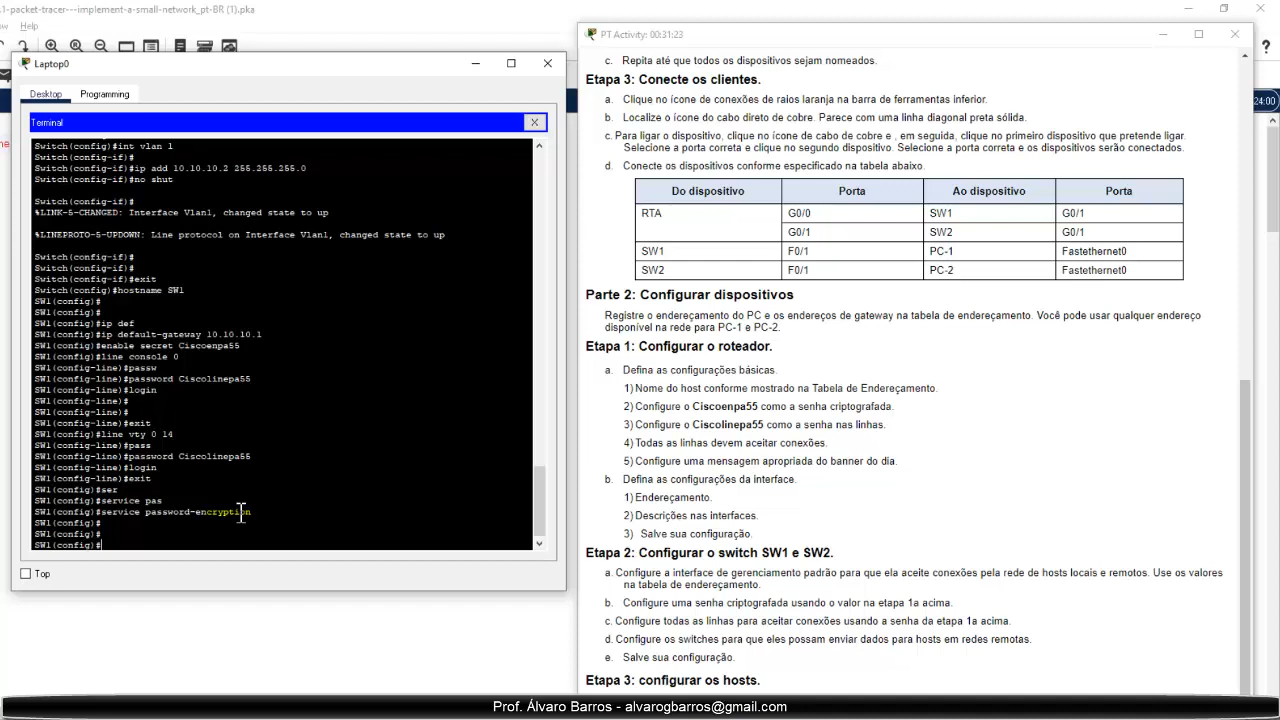 .1-packet-tracer---implement-a-small-network_pt-BR (1).pka
Help
Laptop0
Desktop Programming
Terminal X
Switch(config)#int vlan 1
Switch(config-if)#
Switch(config-if)#ip add 10.10.10.2 255.255.255.0
Switch(config-if)#no shut
Switch(config-if)#
%LINK-5-CHANGED: Interface Vlan1, changed state to up
%LINEPROTO-5-UPDOWN: Line protocol on Interface Vlan1, changed state to up
Switch(config-if)#
Switch(config-if)#
Switch(config-if)#exit
Switch(config)#hostname SW1
SW1(config)#
SW1(config)#
SW1(config)#ip def
SW1(config)#ip default-gateway 10.10.10.1
SW1(config)#enable secret Ciscoenpa55
SW1(config)#line console 0
SW1(config-line)#passw
SW1(config-line)#password Ciscolinepa55
SW1(config-line)#login
SW1(config-line)#
SW1(config-line)#
SW1(config-line)#exit
SW1(config)#line vty 0 14
SW1(config-line)#pass
SW1(config-line)#password Ciscolinepa55
SW1(config-line)#login
SW1(config-line)#exit
SW1(config)#ser
SW1(config)#service pas
SW1(config)#service password-encryption
SW1(config)#
SW1(config)#
SW1(config)#
Top
PT Activity: 00:31:23
c. Repita até que todos os dispositivos sejam nomeados.
Etapa 3: Conecte os clientes.
a. Clique no ícone de conexões de raios laranja na barra de ferramentas inferior.
b. Localize o ícone do cabo direto de cobre. Parece com uma linha diagonal preta sólida.
c. Para ligar o dispositivo, clique no ícone de cabo de cobre e , em seguida, clique no primeiro dispositivo que pretende ligar.
Selecione a porta correta e clique no segundo dispositivo. Selecione a porta correta e os dispositivos serão conectados.
d. Conecte os dispositivos conforme especificado na tabela abaixo.
Do dispositivo Porta Ao dispositivo Porta
RTA G0/0 SW1 G0/1
G0/1 SW2 G0/1
SW1 F0/1 PC-1 Fastethernet0
SW2 F0/1 PC-2 Fastethernet0
Parte 2: Configurar dispositivos
Registre o endereçamento do PC e os endereços de gateway na tabela de endereçamento. Você pode usar qualquer endereço
disponível na rede para PC-1 e PC-2.
Etapa 1: Configurar o roteador.
a. Defina as configurações básicas.
1) Nome do host conforme mostrado na Tabela de Endereçamento.
2) Configure o Ciscoenpa55 como a senha criptografada.
3) Configure o Ciscolinepa55 como a senha nas linhas.
4) Todas as linhas devem aceitar conexões.
5) Configure uma mensagem apropriada do banner do dia.
b. Defina as configurações da interface.
1) Endereçamento.
2) Descrições nas interfaces.
3) Salve sua configuração.
Etapa 2: Configurar o switch SW1 e SW2.
a. Configure a interface de gerenciamento padrão para que ela aceite conexões pela rede de hosts locais e remotos. Use os valores
na tabela de endereçamento.
b. Configure uma senha criptografada usando o valor na etapa 1a acima.
c. Configure todas as linhas para aceitar conexões usando a senha da etapa 1a acima.
d. Configure os switches para que eles possam enviar dados para hosts em redes remotas.
e. Salve sua configuração.
Etapa 3: configurar os hosts.
24:00
Prof. Álvaro Barros - alvarogbarros@gmail.com